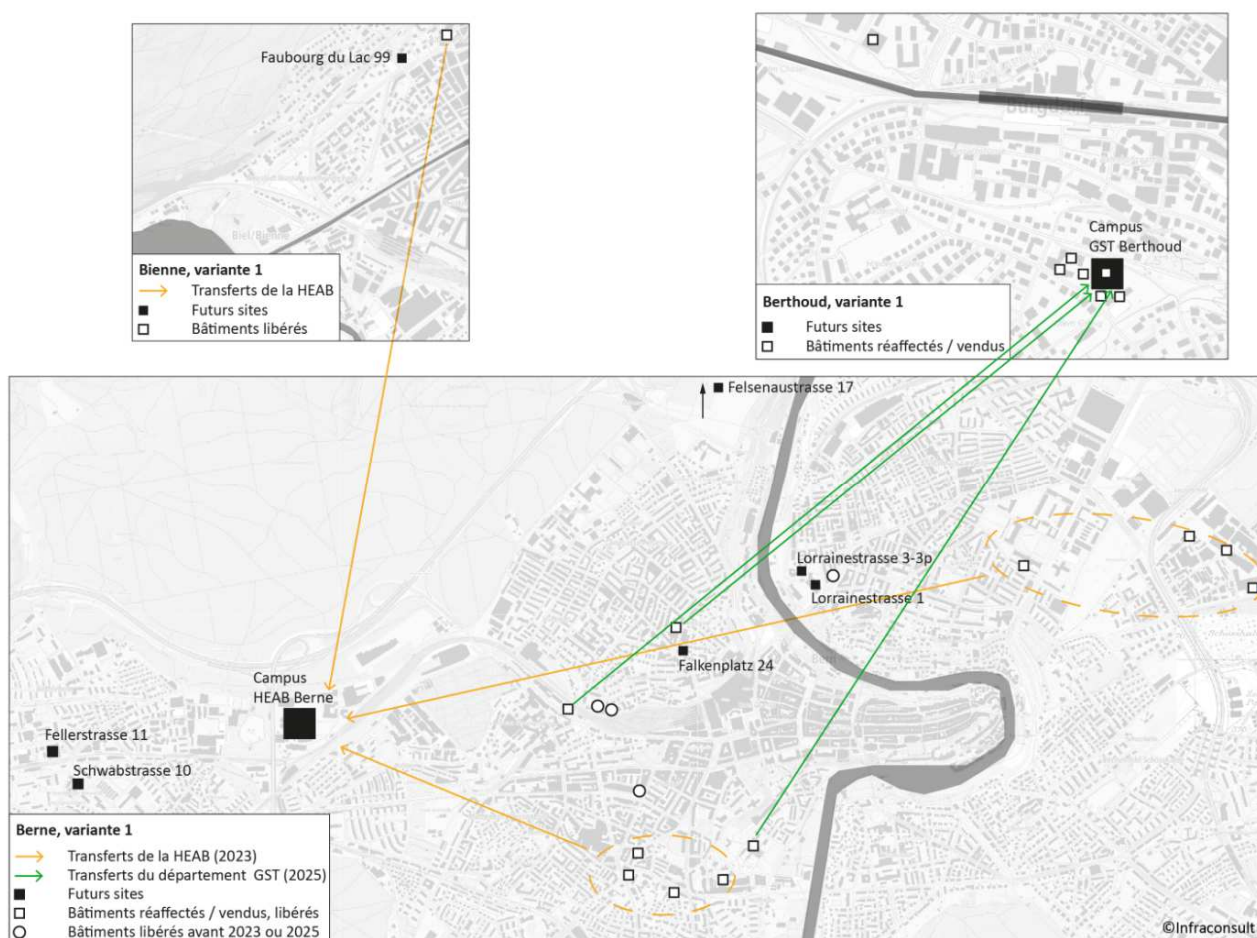 Faubourg du Lac 99
Biel/Bienne
Bienne, variante 1
Transferts de la HEAB
Futurs sites
Bâtiments libérés
Burgdorf
Campus
GST Berthoud
Berthoud, variante 1
Futurs sites
Bâtiments réaffectés / vendus
Felsenaustrasse 17
Lorrainestrasse 3-3p
Lorrainestrasse 1
Falkenplatz 24
Campus
HEAB Berne
Fellerstrasse 11
Schwabstrasse 10
Berne, variante 1
Transferts de la HEAB (2023)
Transferts du département GST (2025)
Futurs sites
Bâtiments réaffectés / vendus, libérés
Bâtiments libérés avant 2023 ou 2025
©Infraconsult